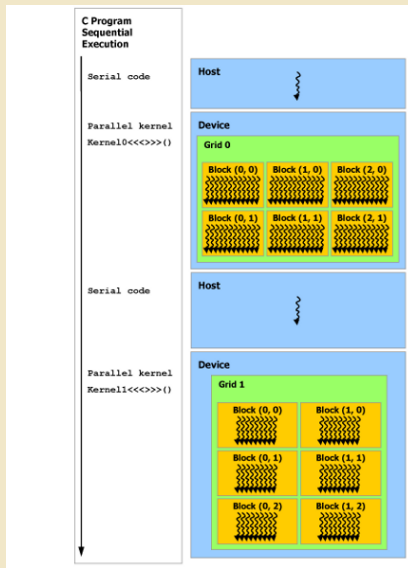 C Program
Sequential
Execution
Serial code
Host
Parallel kernel
Kernel0<<<>>>()
Device
Grid 0
Block (0, 0) Block (1, 0) Block (2, 0)
Block (0, 1) Block (1, 1) Block (2, 1)
Serial code
Host
Parallel kernel
Kernel1<<<>>>()
Device
Grid 1
Block (0, 0) Block (1, 0)
Block (0, 1) Block (1, 1)
Block (0, 2) Block (1, 2)